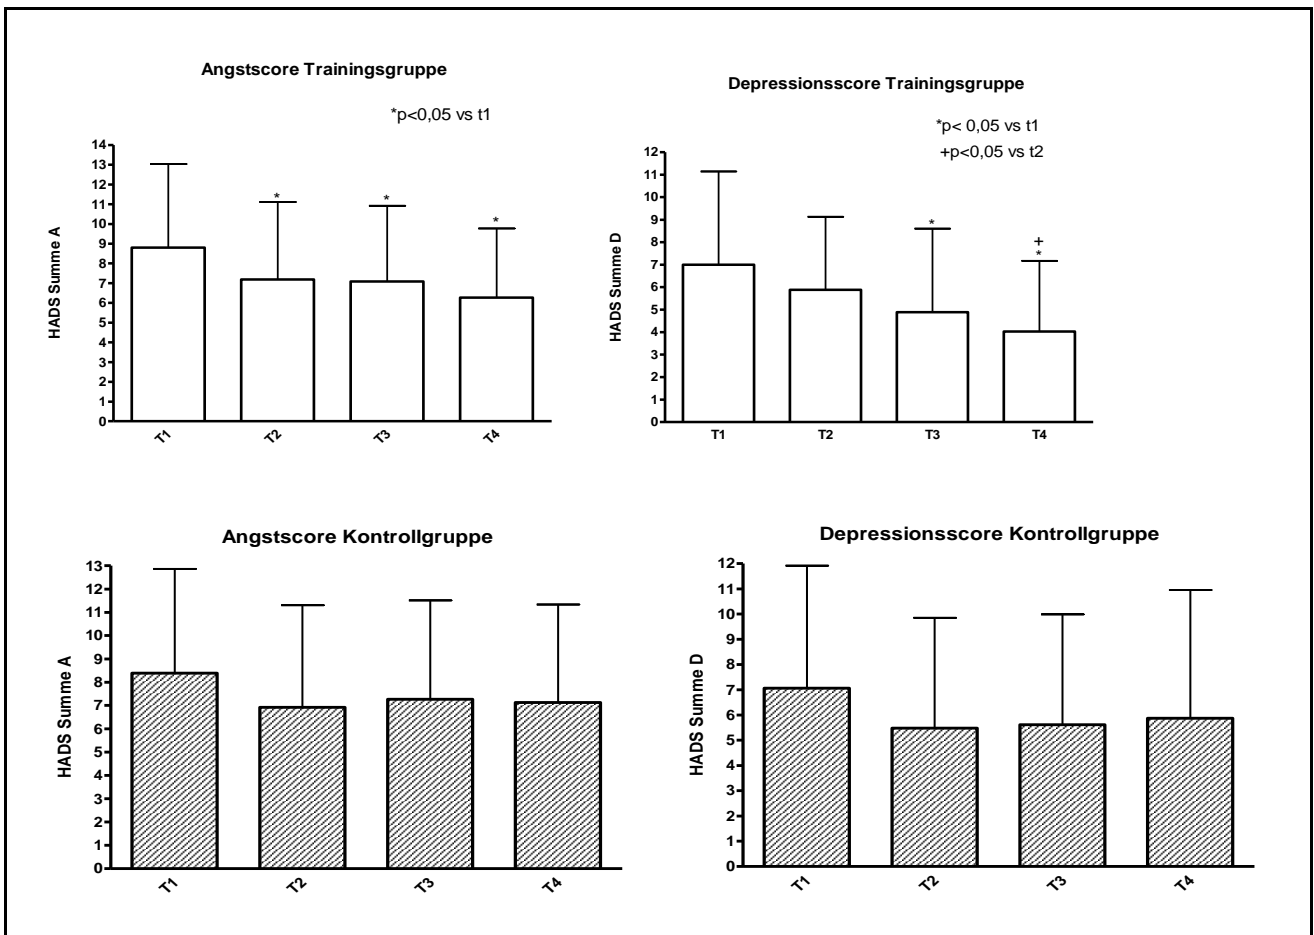 Angstscore Trainingsgruppe
*p<0,05 vs t1
HADS Summe A
14
13
12
11
10
9
8
7
6
5
4
3
2
1
0
*
*
*
T1
T2
T3
T4
Depressionsscore Trainingsgruppe
*p< 0,05 vs t1
+p<0,05 vs t2
HADS Summe D
12
11
10
9
8
7
6
5
4
3
2
1
0
*
+
*
T1
T2
T3
T4
Angstscore Kontrollgruppe
HADS Summe A
13
12
11
10
9
8
7
6
5
4
3
2
1
0
T1
T2
T3
T4
Depressionsscore Kontrollgruppe
HADS Summe D
12
11
10
9
8
7
6
5
4
3
2
1
0
T1
T2
T3
T4